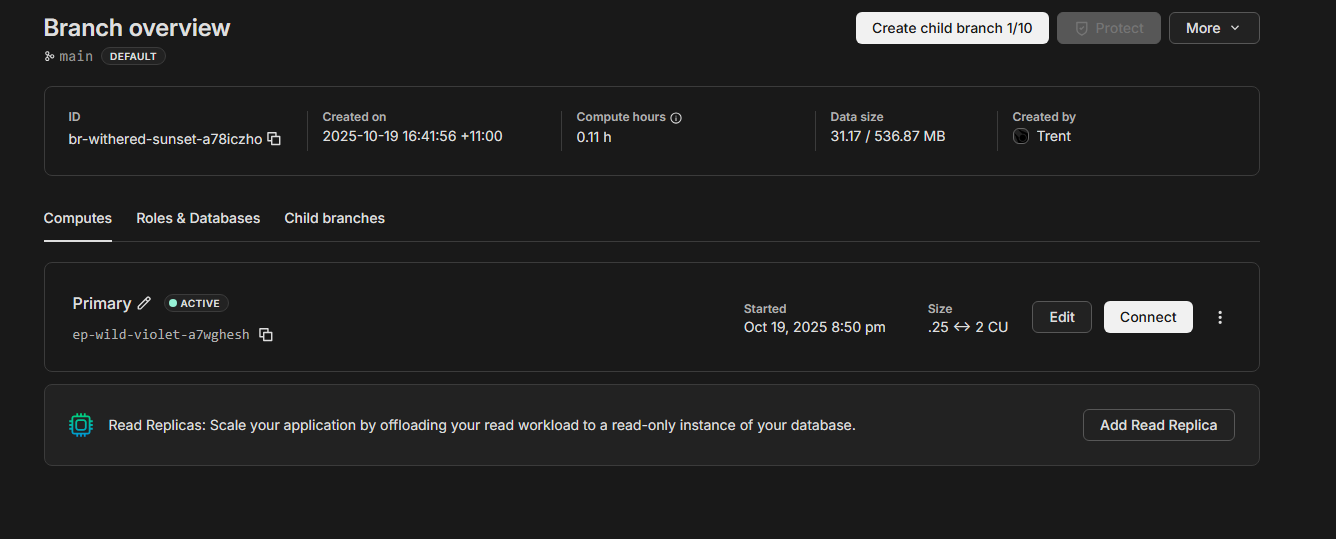 Branch overview
Create child branch 1/10
Protect
More
main
DEFAULT
ID
Created on
Compute hours
Data size
Created by
br-withered-sunset-a78iczho
2025-10-19 16:41:56 +11:00
0.11 h
31.17 / 536.87 MB
Trent
Computes
Roles & Databases
Child branches
Primary
ACTIVE
ep-wild-violet-a7wghesh
Started
Oct 19, 2025 8:50 pm
Size
.25 ↔ 2 CU
Edit
Connect
Read Replicas: Scale your application by offloading your read workload to a read-only instance of your database.
Add Read Replica